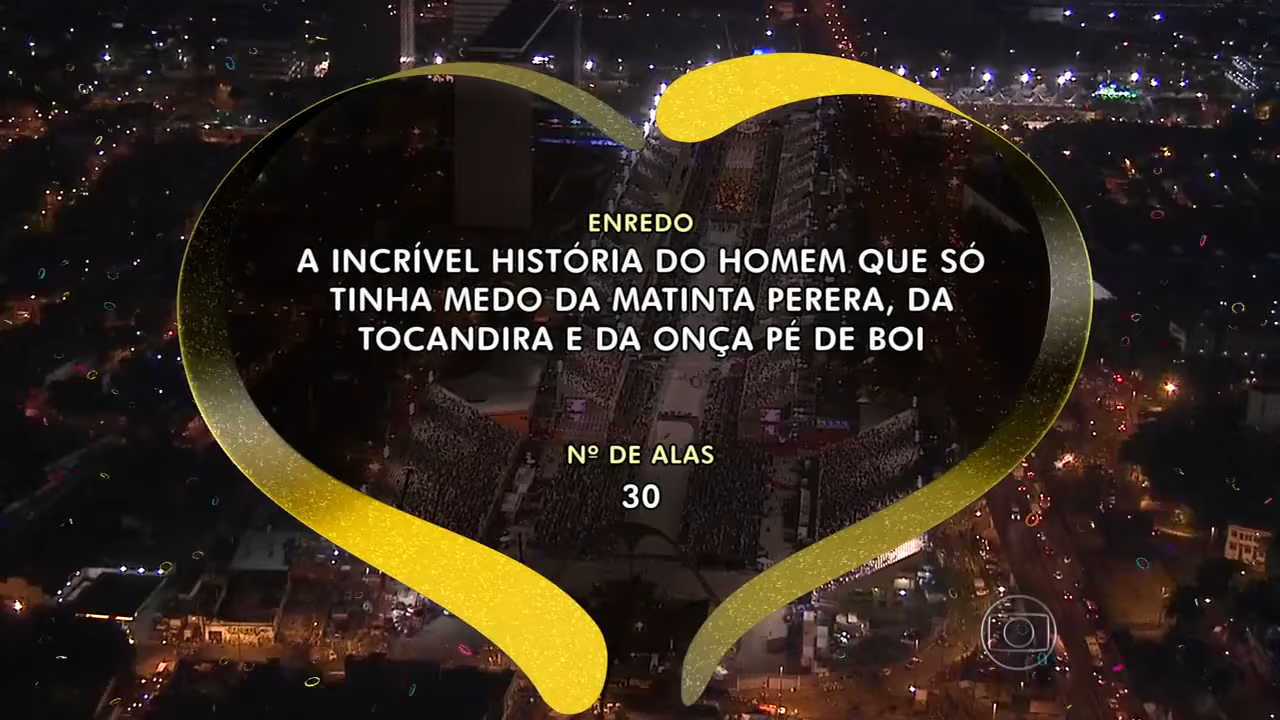 ENREDO
A INCRÍVEL HISTÓRIA DO HOMEM QUE SÓ
TINHA MEDO DA MATINTA PERERA, DA
TOCANDIRA E DA ONÇA PÉ DE BOI
Nº DE ALAS
30